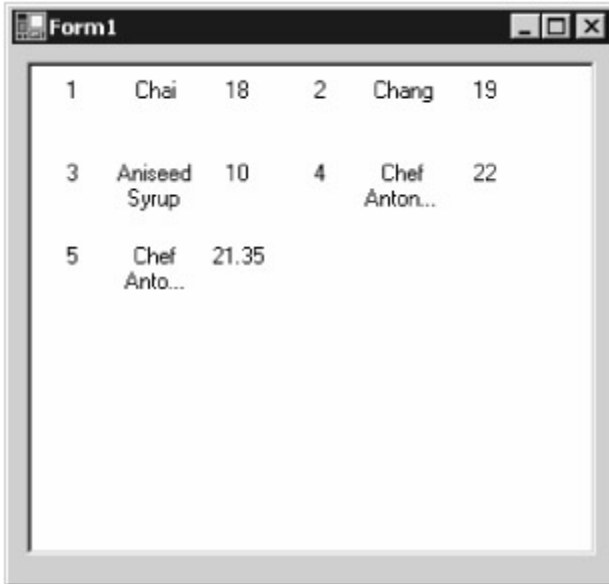 Form1
1 Chai 18 2 Chang 19
3 Aniseed Syrup 10 4 Chef Anton... 22
5 Chef Anto... 21.35